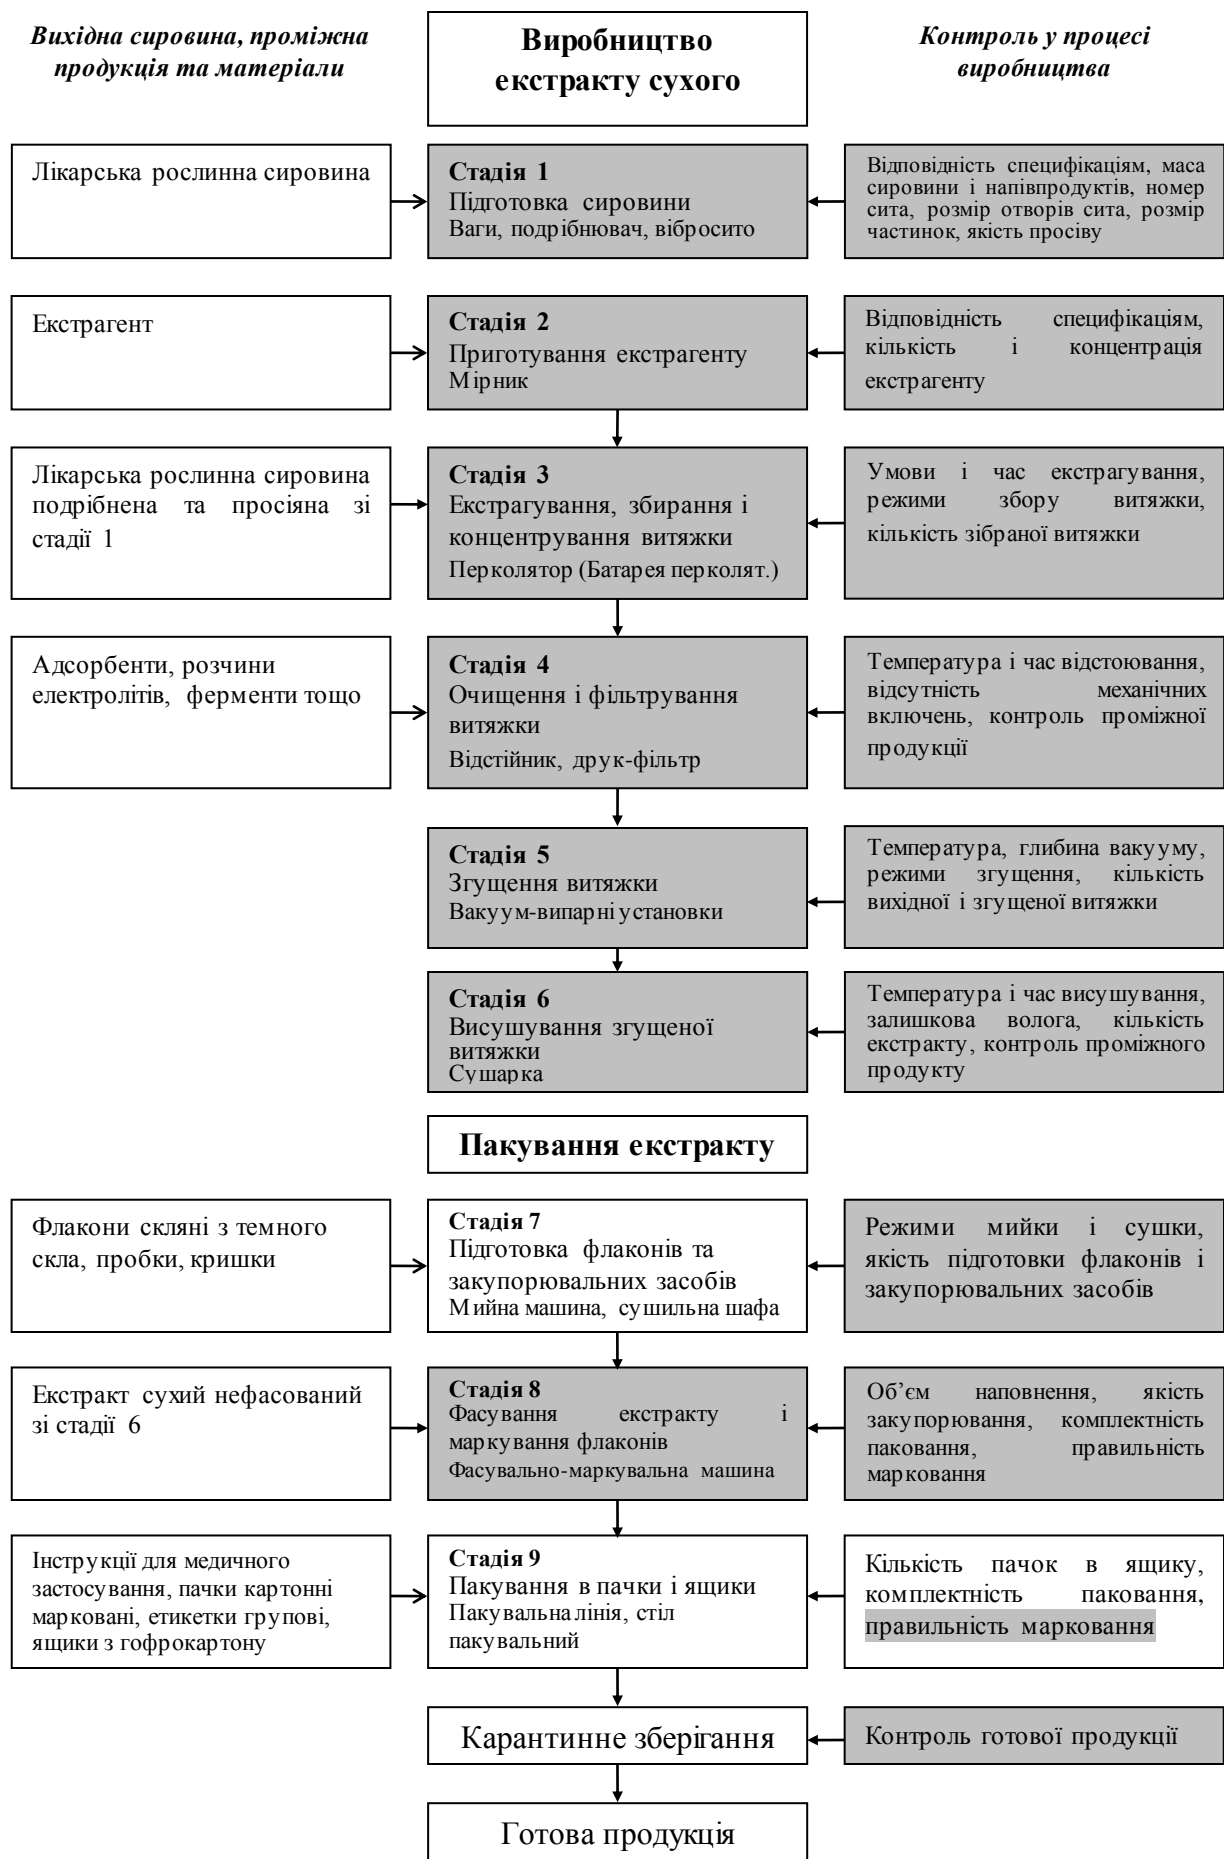 Вихідна сировина, проміжна
продукція та матеріали
Виробництво
екстракту сухого
Контроль у процесі
виробництва
Лікарська рослинна сировина
Стадія 1
Підготовка сировини
Ваги, подрібнювач, вібросито
Відповідність специфікаціям, маса
сировини і напівпродуктів, номер
сита, розмір отворів сита, розмір
частинок, якість просіву
Екстрагент
Стадія 2
Приготування екстрагенту
Мірник
Відповідність специфікаціям,
кількість і концентрація
екстрагенту
Лікарська рослинна сировина
подрібнена та просіяна зі
стадії 1
Стадія 3
Екстрагування, збирання і
концентрування витяжки
Перколятор (Батарея перколят.)
Умови і час екстрагування,
режими збору витяжки,
кількість зібраної витяжки
Адсорбенти, розчини
електролітів, ферменти тощо
Стадія 4
Очищення і фільтрування
витяжки
Відстійник, друк-фільтр
Температура і час відстоювання,
відсутність механічних
включень, контроль проміжної
продукції
Стадія 5
Згущення витяжки
Вакуум-випарні установки
Температура, глибина вакууму,
режими згущення, кількість
вихідної і згущеної витяжки
Стадія 6
Висушування згущеної
витяжки
Сушарка
Температура і час висушування,
залишкова волога, кількість
екстракту, контроль проміжного
продукту
Пакування екстракту
Флакони скляні з темного
скла, пробки, кришки
Стадія 7
Підготовка флаконів та
закупорювальних засобів
Мийна машина, сушильна шафа
Режими мийки і сушки,
якість підготовки флаконів і
закупорювальних засобів
Екстракт сухий нефасований
зі стадії 6
Стадія 8
Фасування екстракту і
маркування флаконів
Фасувально-маркувальна машина
Об’єм наповнення, якість
закупорювання, комплектність
паковання, правильність
марковання
Інструкції для медичного
застосування, пачки картонні
марковані, етикетки групові,
ящики з гофрокартону
Стадія 9
Пакування в пачки і ящики
Пакувальна лінія, стіл
пакувальний
Кількість пачок в ящику,
комплектність паковання,
правильність марковання
Карантинне зберігання
Контроль готової продукції
Готова продукція